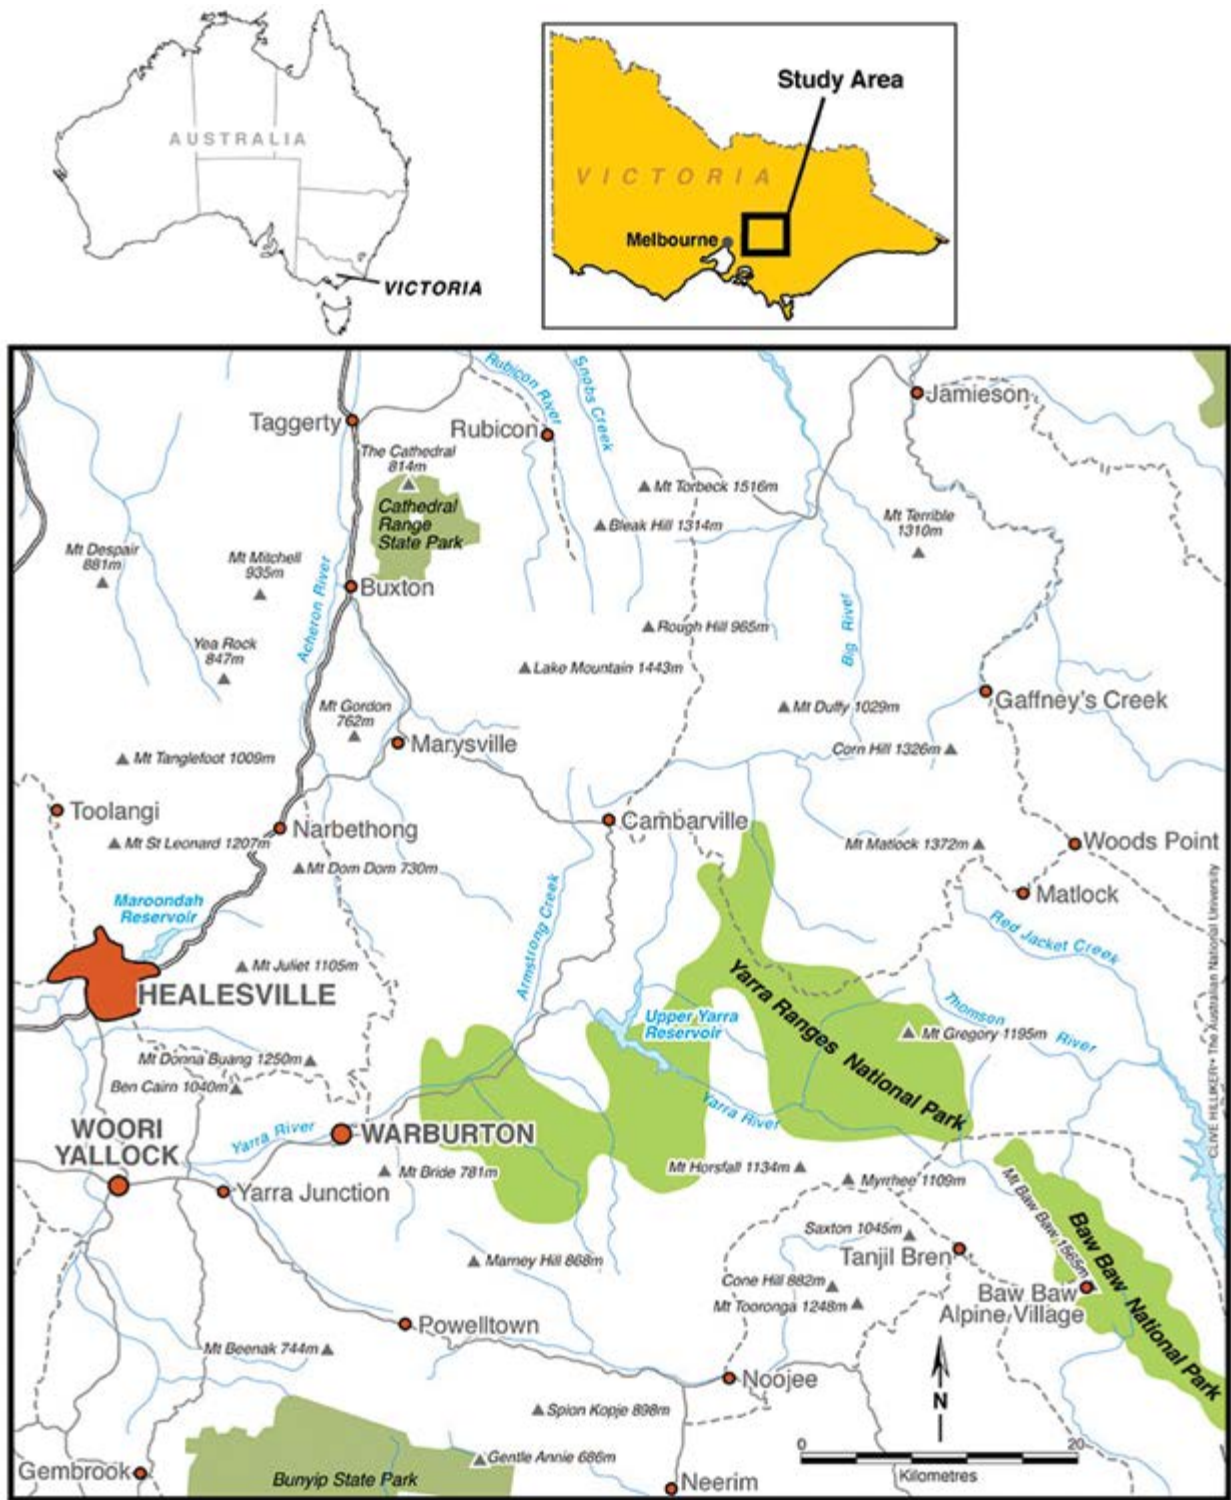 AUSTRALIA
VICTORIA
Study Area
VICTORIA
Melbourne
Rubicon River
Snobs Creek
Jamieson
Taggerty
Rubicon
The Cathedral
814m
Cathedral
Range
State Park
Mt Torbeck 1516m
Bleak Hill 1314m
Mt Terrible
1310m
Mt Despair
881m
Mt Mitchell
935m
Buxton
Acheron River
Big River
Yea Rock
847m
Rough Hill 965m
Lake Mountain 1443m
Mt Gordon
762m
Mt Duffy 1029m
Gaffney's Creek
Marysville
Corn Hill 1326m
Mt Tanglefoot 1009m
Toolangi
Narbethong
Cambarville
Mt St Leonard 1207m
Mt Matlock 1372m
Woods Point
Mt Dom Dom 730m
Matlock
Maroondah
Reservoir
Armstrong Creek
Red Jacket Creek
Mt Juliet 1105m
HEALESVILLE
Upper Yarra
Reservoir
Yarra Ranges National Park
Thomson River
Mt Gregory 1195m
Mt Donna Buang 1250m
Ben Cairn 1040m
Yarra River
WOORI
YALLOCK
Yarra River
WARBURTON
Mt Bride 781m
Mt Horsfall 1134m
Myrrhee 1109m
Yarra Junction
Mt Baw Baw 1565m
Baw Baw National Park
Saxton 1045m
Tanjil Bren
Marney Hill 868m
Cone Hill 882m
Mt Tooronga 1248m
Baw Baw
Alpine Village
Powelltown
Mt Beenak 744m
Noojee
N
Spion Kopje 898m
Gentle Annie 686m
0 20
Kilometres
Gembrook
Bunyip State Park
Neerim
CLIVE HILLIKER • The Australian National University